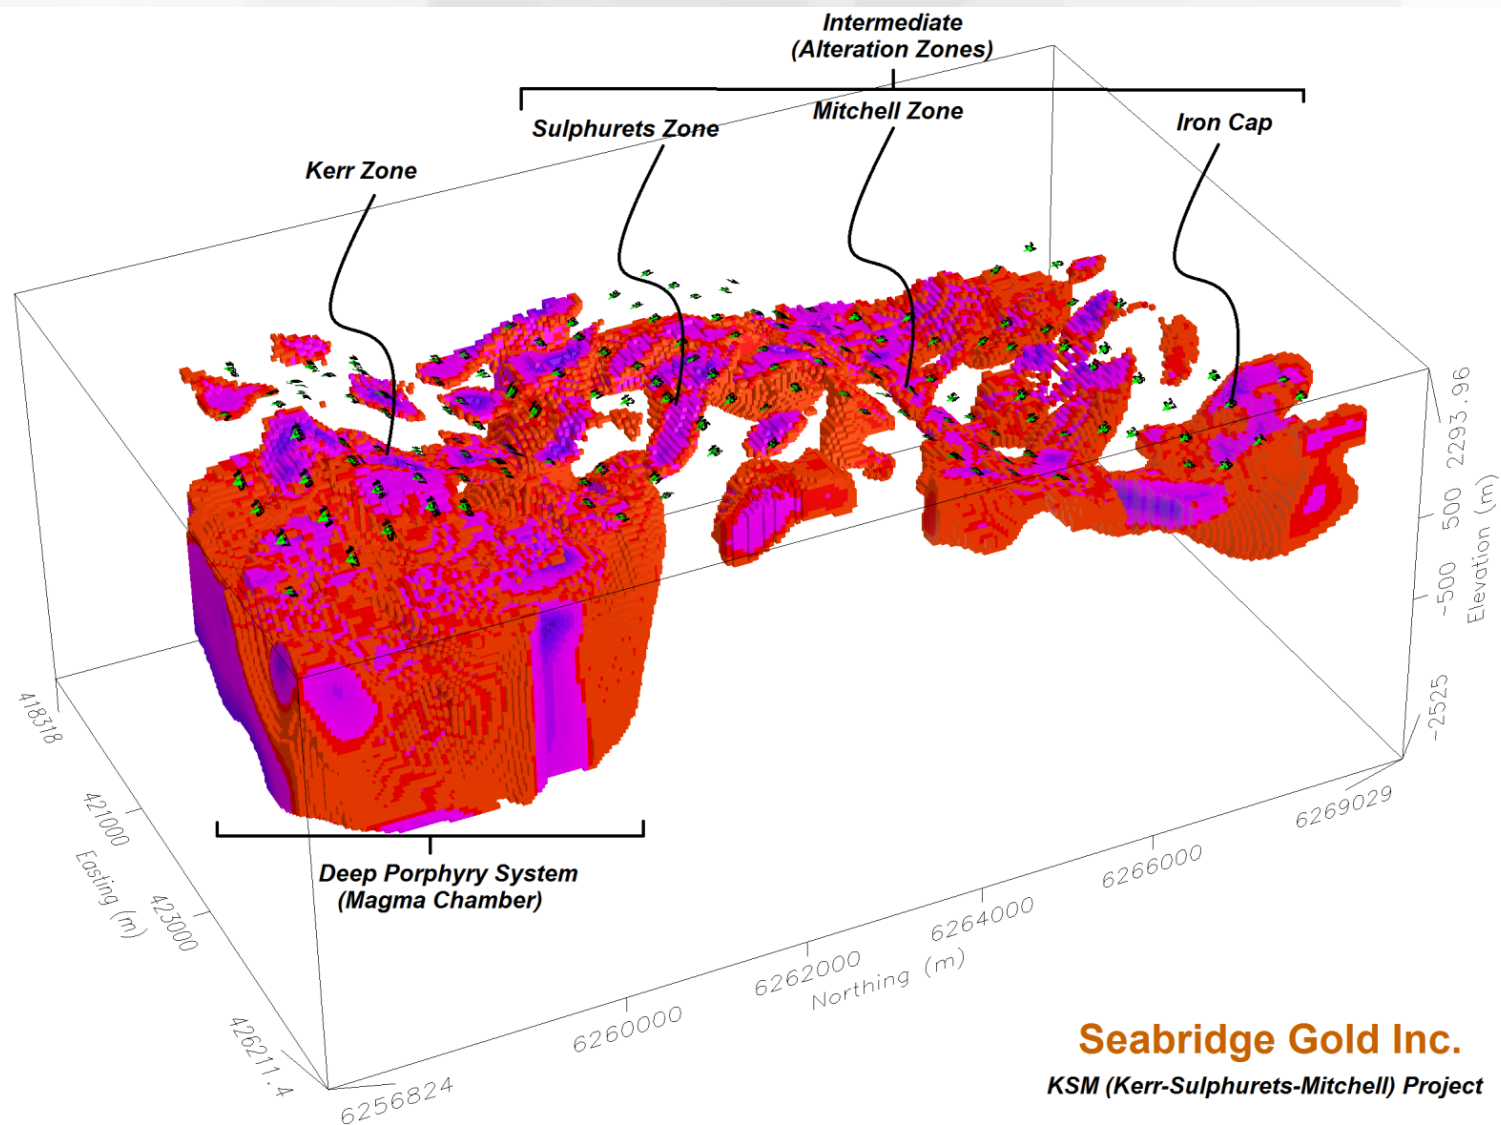 Intermediate
(Alteration Zones)
Mitchell Zone
Sulphurets Zone
Iron Cap
Kerr Zone
2293.96
500
-500
Elevation (m)
-2525
418318
421000
Easting (m)
423000
426211.4
6269029
6266000
6264000
6262000
Northing (m)
6260000
6256824
Deep Porphyry System
(Magma Chamber)
Seabridge Gold Inc.
KSM (Kerr-Sulphurets-Mitchell) Project